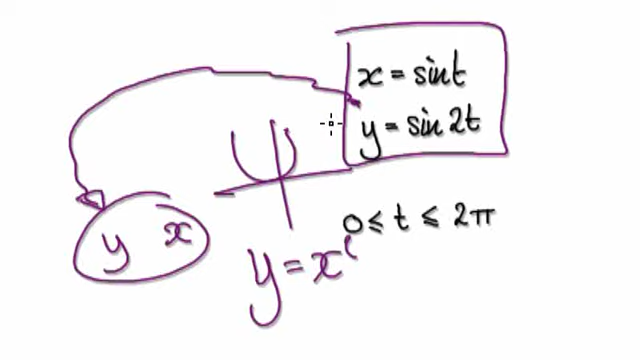 x = sin t
y = sin 2t
0 ≤ t ≤ 2π
y x
y = x